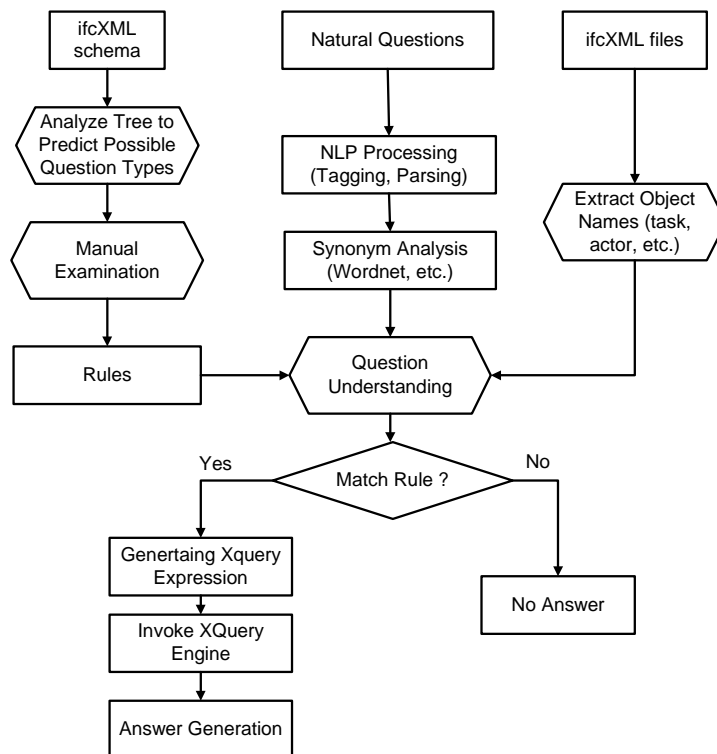 ifcXML
schema
Natural Questions
ifcXML files
Analyze Tree to
Predict Possible
Question Types
NLP Processing
(Tagging, Parsing)
Extract Object
Names (task,
actor, etc.)
Manual
Examination
Synonym Analysis
(Wordnet, etc.)
Rules
Question
Understanding
Yes
Match Rule ?
No
Genertaing Xquery
Expression
No Answer
Invoke XQuery
Engine
Answer Generation